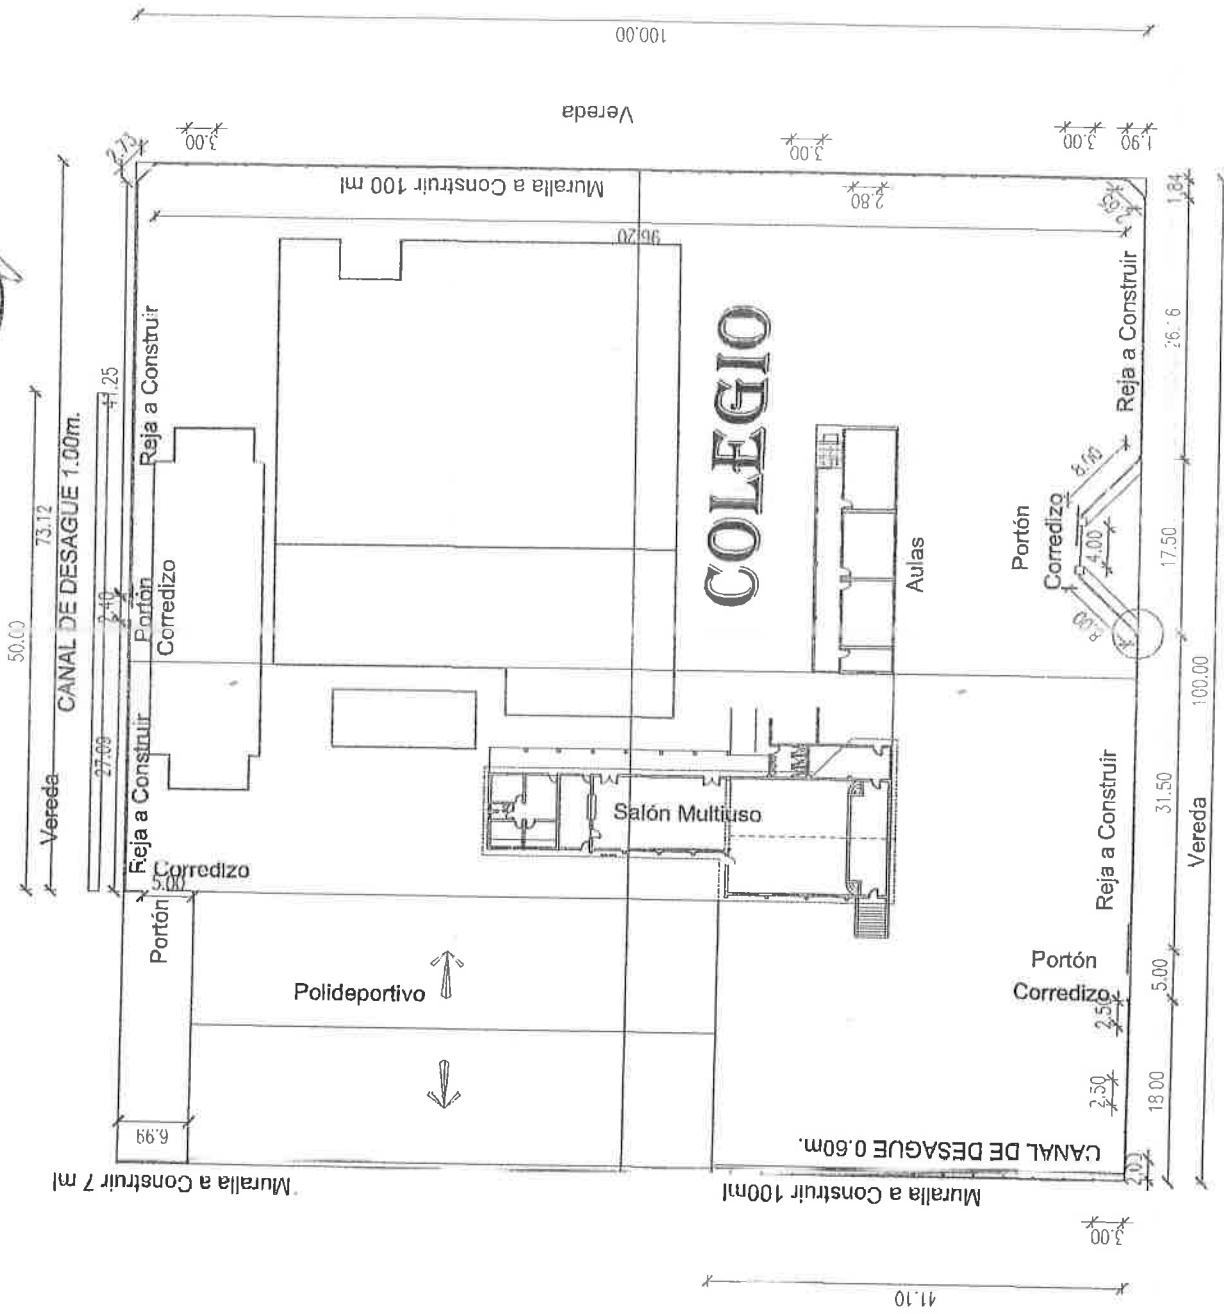 50.00
73.12
CANAL DE DESAGUE 1.00m.
Vereda
27.09
2.40
41.25
2.73
Reja a Construir
Portón
Corredizo
Reja a Construir
Corredizo
5.00
Portón
6.99
Muralla a Construir 7 ml
Polideportivo
Salón Multiuso
COLEGIO
Aulas
Muralla a Construir 100 ml
96.20
Vereda
100.00
3.00
3.00
3.00
1.90
2.80
2.65
1.84
Reja a Construir
Portón
Corredizo
8.00
4.00
8.00
17.50
31.50
Reja a Construir
Portón
Corredizo
5.00
2.50
2.50
18.00
CANAL DE DESAGUE 0.60m.
Muralla a Construir 100ml
3.00
41.10
Vereda
100.00